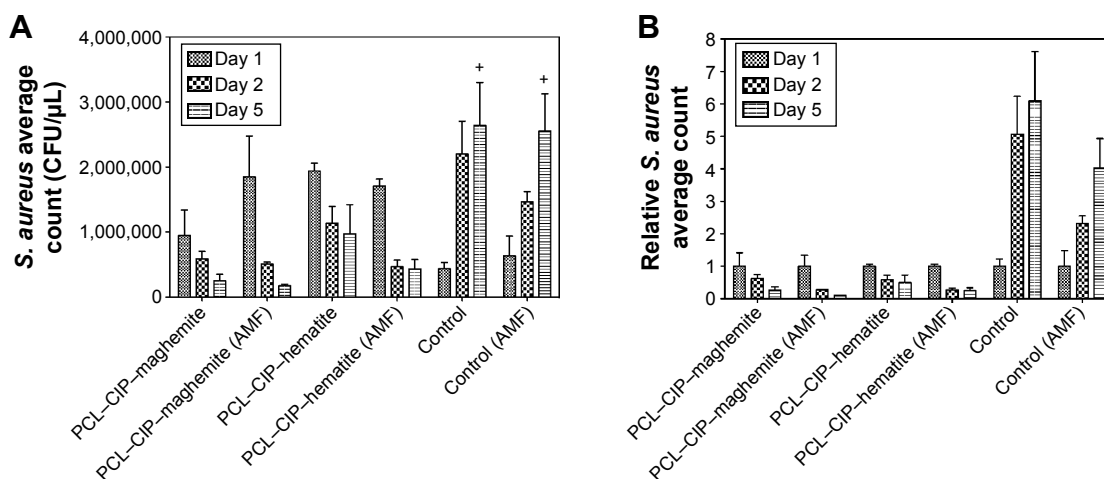 A
S. aureus average
count (CFU/µL)
4,000,000
3,000,000
2,000,000
1,000,000
0
Day 1
Day 2
Day 5
+
+
PCL–CIP–maghemite
PCL–CIP–maghemite (AMF)
PCL–CIP–hematite
PCL–CIP–hematite (AMF)
Control
Control (AMF)
B
Relative S. aureus
average count
8
7
6
5
4
3
2
1
0
Day 1
Day 2
Day 5
PCL–CIP–maghemite
PCL–CIP–maghemite (AMF)
PCL–CIP–hematite
PCL–CIP–hematite (AMF)
Control
Control (AMF)